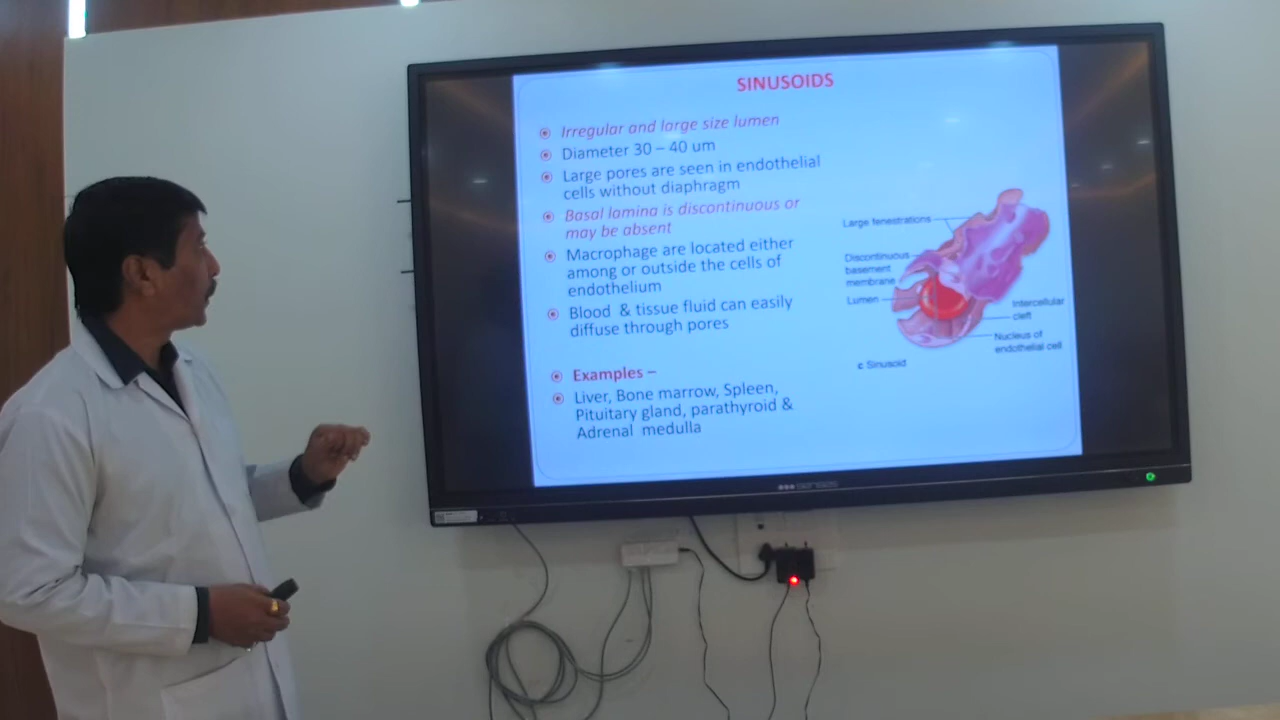 SINUSOIDS
Irregular and large size lumen
Diameter 30 – 40 um
Large pores are seen in endothelial
cells without diaphragm
Basal lamina is discontinuous or
may be absent
Macrophage are located either
among or outside the cells of
endothelium
Blood & tissue fluid can easily
diffuse through pores
Examples –
Liver, Bone marrow, Spleen,
Pituitary gland, parathyroid &
Adrenal medulla
Large fenestrations
Discontinuous
basement
membrane
Lumen
Intercellular
cleft
Nucleus of
endothelial cell
c Sinusoid